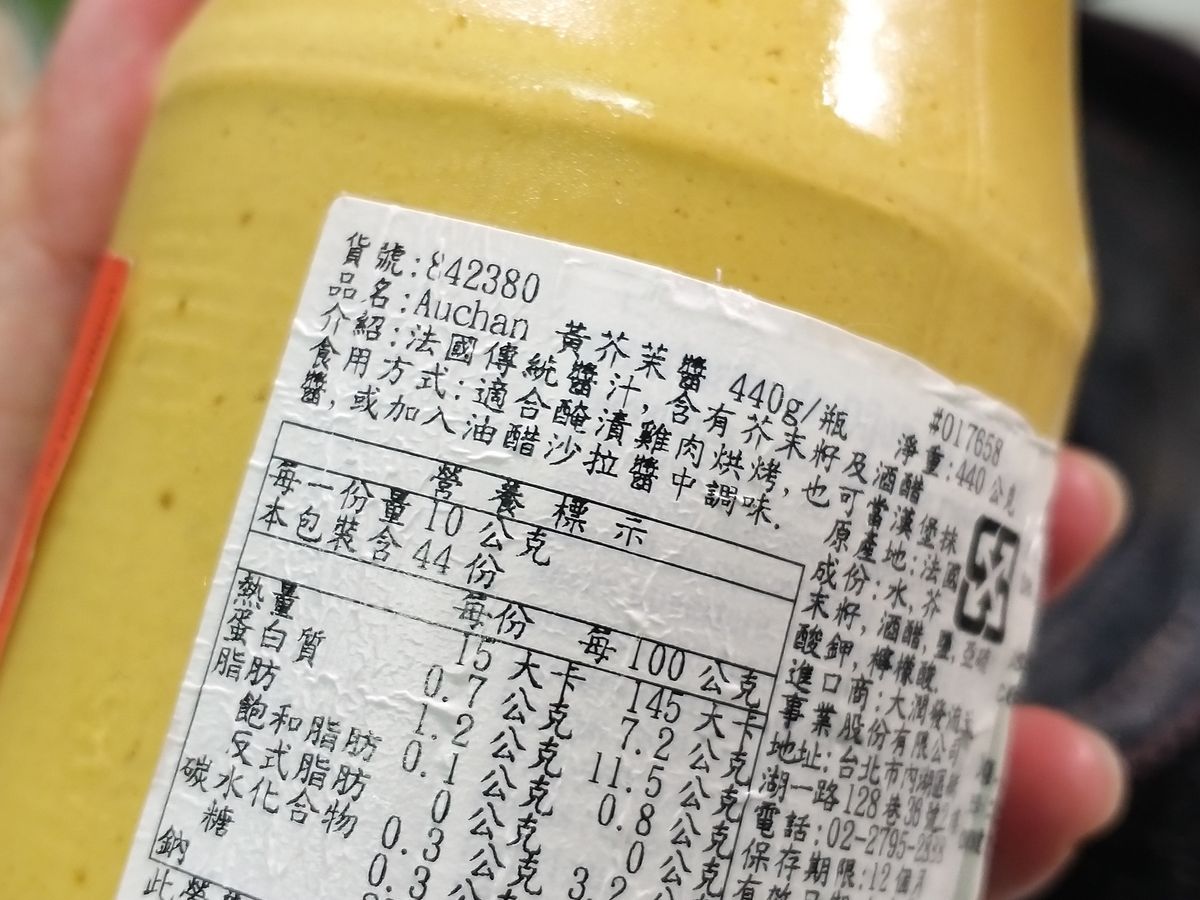 貨號:842380
品名:Auchan 黃芥茉醬 440g/瓶
#017658
介紹:法國傳統醬汁,含有芥末籽及酒醋
淨重:440公克
食用方式:適合醃漬雞肉烘烤,也可當漢堡抹
醬,或加入油醋沙拉醬中調味.
營養標示
每一份量10公克
本包裝含44份
每份 每100公克
熱量 15大卡 145大卡
蛋白質 0.7公克 7.2公克
脂肪 1.2公克 11.5公克
飽和脂肪 0.1公克 0.8公克
反式脂肪 0公克 0公克
碳水化合物 0.3公克 3.2
糖 0.3
鈉
此營
原產地:法國
成份:水,芥
末籽,酒醋,鹽,亞硫
酸鉀,檸檬酸,
進口商:大潤發流通
事業股份有限公司
地址:台北市內湖區新
湖一路128巷36號
電話:02-2795-
保存期限:12個月